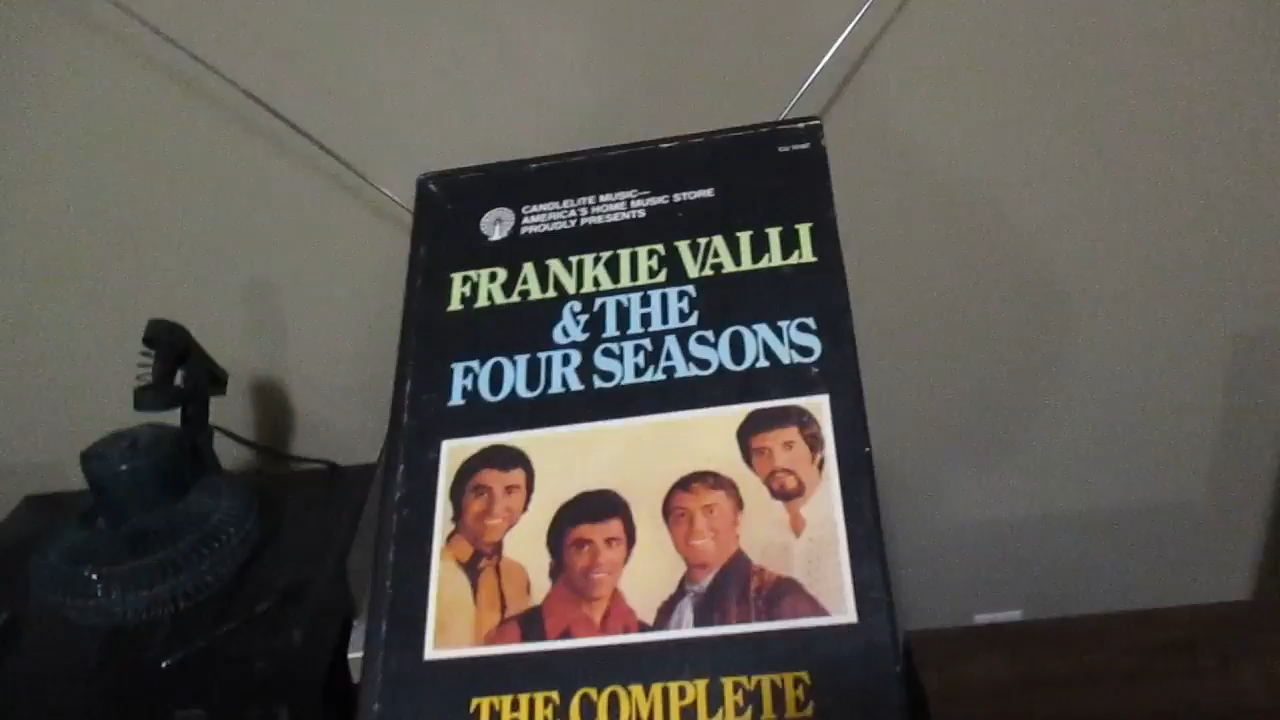 CANDLELITE MUSIC—
AMERICA'S HOME MUSIC STORE
PROUDLY PRESENTS
FRANKIE VALLI
& THE
FOUR SEASONS
THE COMPLETE